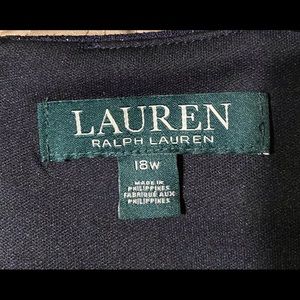 LAUREN
RALPH LAUREN
18W
MADE IN
PHILIPPINES
FABRIQUÉ AUX
PHILIPPINES